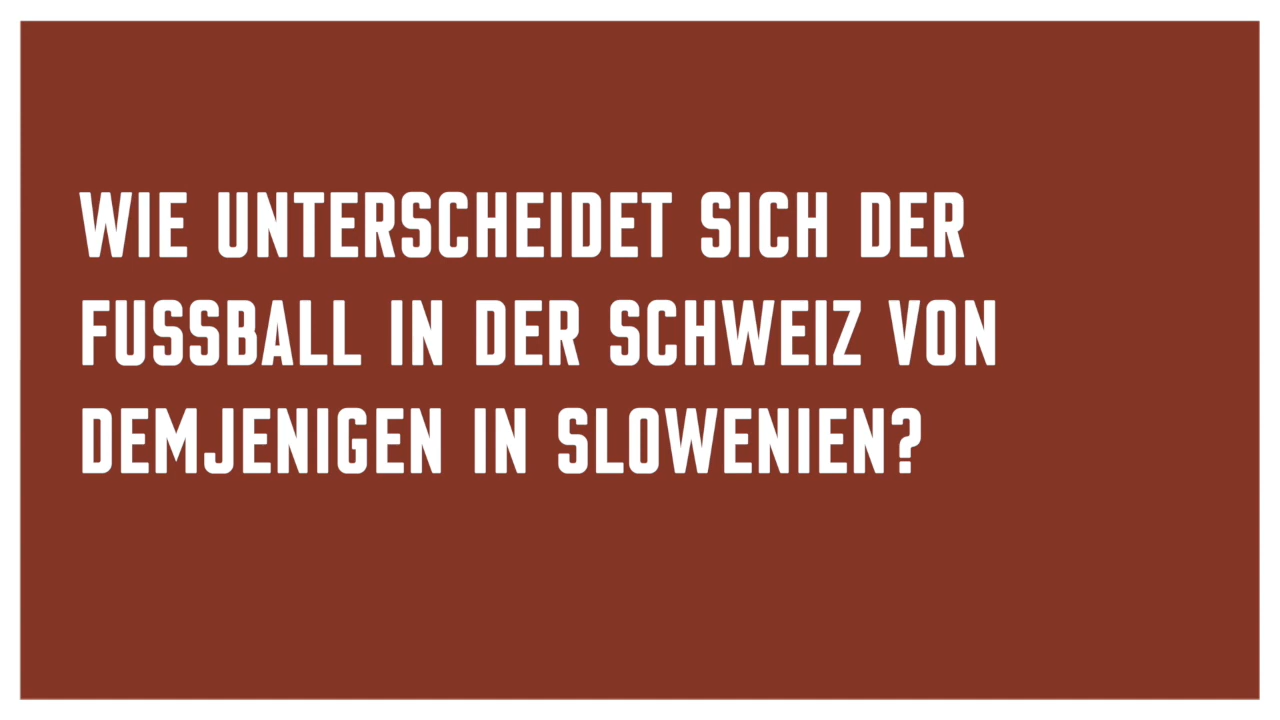 WIE UNTERSCHEIDET SICH DER
FUSSBALL IN DER SCHWEIZ VON
DEMJENIGEN IN SLOWENIEN?